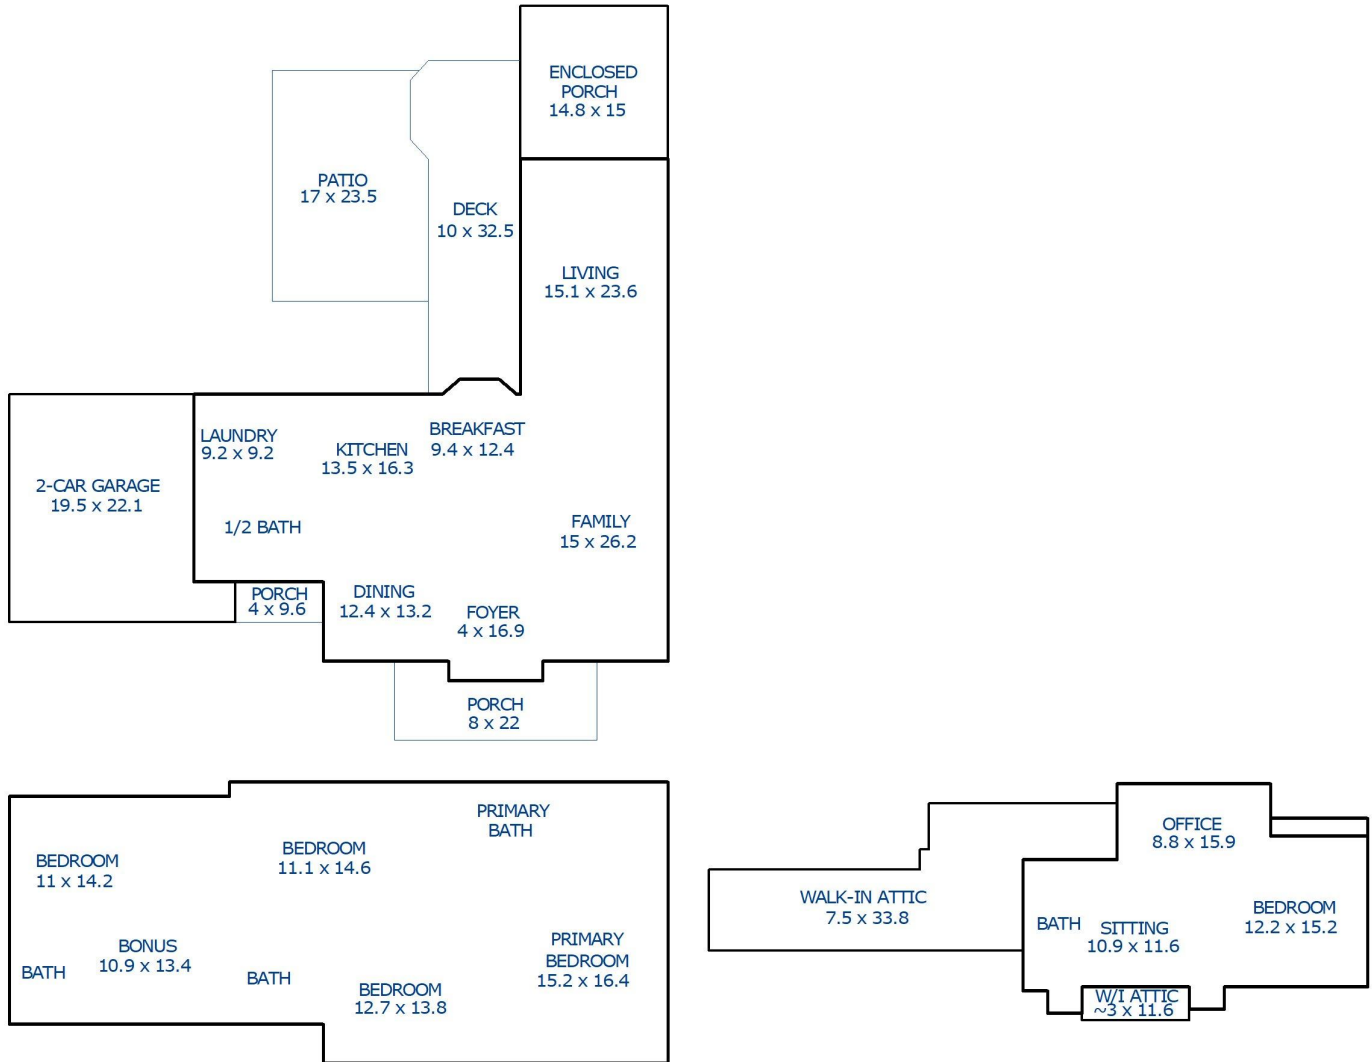 ENCLOSED
PORCH
14.8 x 15
PATIO
17 x 23.5
DECK
10 x 32.5
LIVING
15.1 x 23.6
LAUNDRY
9.2 x 9.2
KITCHEN
13.5 x 16.3
BREAKFAST
9.4 x 12.4
2-CAR GARAGE
19.5 x 22.1
1/2 BATH
FAMILY
15 x 26.2
PORCH
4 x 9.6
DINING
12.4 x 13.2
FOYER
4 x 16.9
PORCH
8 x 22
PRIMARY
BATH
BEDROOM
11 x 14.2
BEDROOM
11.1 x 14.6
BATH
BONUS
10.9 x 13.4
BATH
BEDROOM
12.7 x 13.8
PRIMARY
BEDROOM
15.2 x 16.4
OFFICE
8.8 x 15.9
WALK-IN ATTIC
7.5 x 33.8
BATH
SITTING
10.9 x 11.6
BEDROOM
12.2 x 15.2
W/I ATTIC
~3 x 11.6